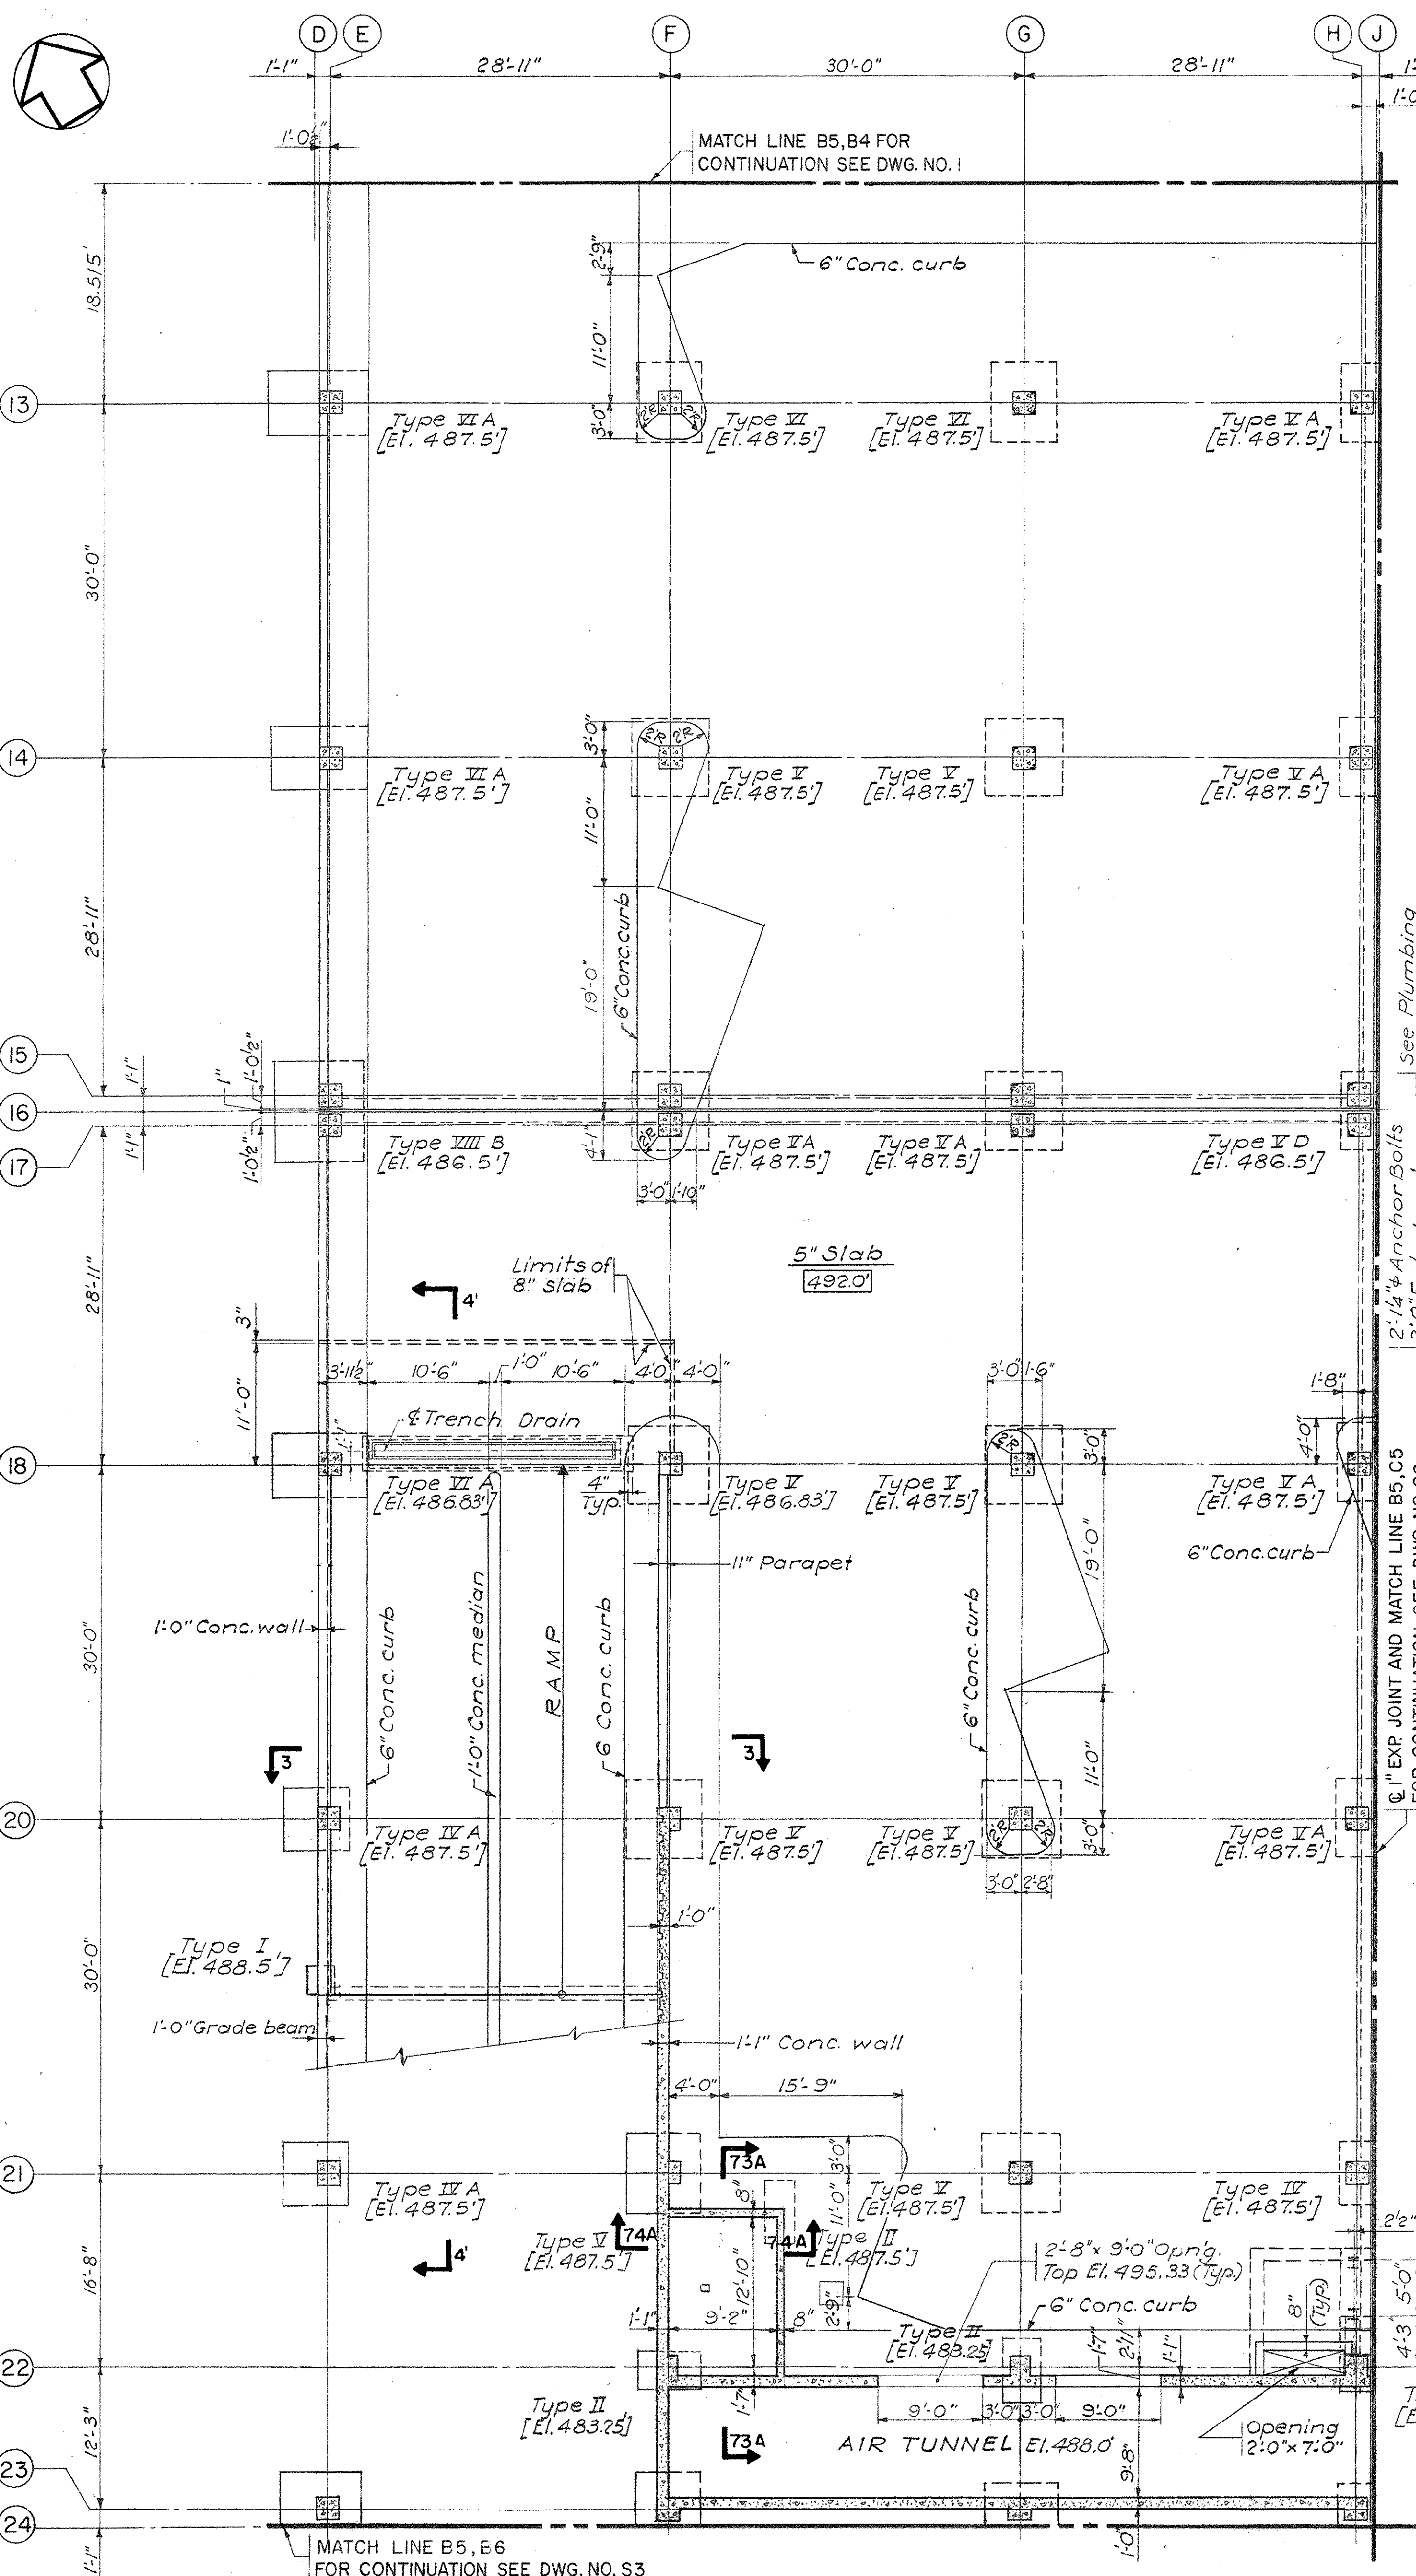 D E F G H J
1'-1" 28'-11" 30'-0" 28'-11"
1'-0½"
MATCH LINE B5,B4 FOR
CONTINUATION SEE DWG. NO. 1
18.515'
2'-9"
6" Conc. curb
11'-0"
3'-0"
2'R 2'R
13
Type VI A
[El. 487.5']
Type VI
[El. 487.5']
Type VI
[El. 487.5']
Type V A
[El. 487.5']
30'-0"
3'-0"
2'R 2'R
14
Type VI A
[El. 487.5']
Type V
[El. 487.5']
Type V
[El. 487.5']
Type V A
[El. 487.5']
11'-0"
28'-11"
6" Conc. curb
19'-0"
See Plumbing
15
1'-1" 1" 1'-0½"
16
17
1'-1" 1'-0½"
4'-1"
2'R
Type VIII B
[El. 486.5']
Type V A
[El. 487.5']
Type V A
[El. 487.5']
Type V D
[El. 486.5']
3'-0" 1'-10"
2'-1¼"ϕ Anchor Bolts
28'-11"
Limits of
8" slab
5" Slab
492.0'
4'
3"
11'-0"
3'-11½" 10'-6" 1'-0" 10'-6" 4'-0" 4'-0"
3'-0" 1'-6"
1'-8"
℄ Trench Drain
1'-1"
2'R
3'-0"
4'-0"
18
Type VI A
[El. 486.83']
4"
Typ.
Type V
[El. 486.83']
Type V
[El. 487.5']
Type V A
[El. 487.5']
6" Conc. curb
11" Parapet
19'-0"
30'-0"
1'-0" Conc. wall
6" Conc. curb
1'-0" Conc. median
RAMP
6 Conc. curb
6" Conc. curb
℄ 1" EXP. JOINT AND MATCH LINE B5,C5
3
3
11'-0"
20
Type IV A
[El. 487.5']
Type V
[El. 487.5']
Type V
[El. 487.5']
2'R 2'R
3'-0"
Type V A
[El. 487.5']
3'-0" 2'-8"
1'-0"
30'-0"
Type I
[El. 488.5']
1'-0" Grade beam
1'-1" Conc. wall
4'-0" 15'-9"
21
73A
3'-0"
Type IV A
[El. 487.5']
8"
11'-0"
Type V
[El. 487.5']
Type IV
[El. 487.5']
4'
Type V
[El. 487.5']
74A
74A
Type II
[El. 487.5']
2½"
2'-8" x 9'-0" Opn'g.
Top El. 495.33 (Typ.)
16'-8"
12'-10"
2'-9"
6" Conc. curb
8"
(Typ.)
5'-0"
4'-3"
1'-1" 9'-2" 8"
Type II
[El. 483.25]
1'-7" 2'-11" 1'-1"
22
Type II
[El. 483.25']
1'-7"
9'-0" 3'-0" 3'-0" 9'-0"
12'-3"
73A
AIR TUNNEL El. 488.0'
9'-8"
Opening
2'-0" x 7'-0"
23
24
1'-1"
1'-0"
MATCH LINE B5, B6
FOR CONTINUATION SEE DWG. NO. S3